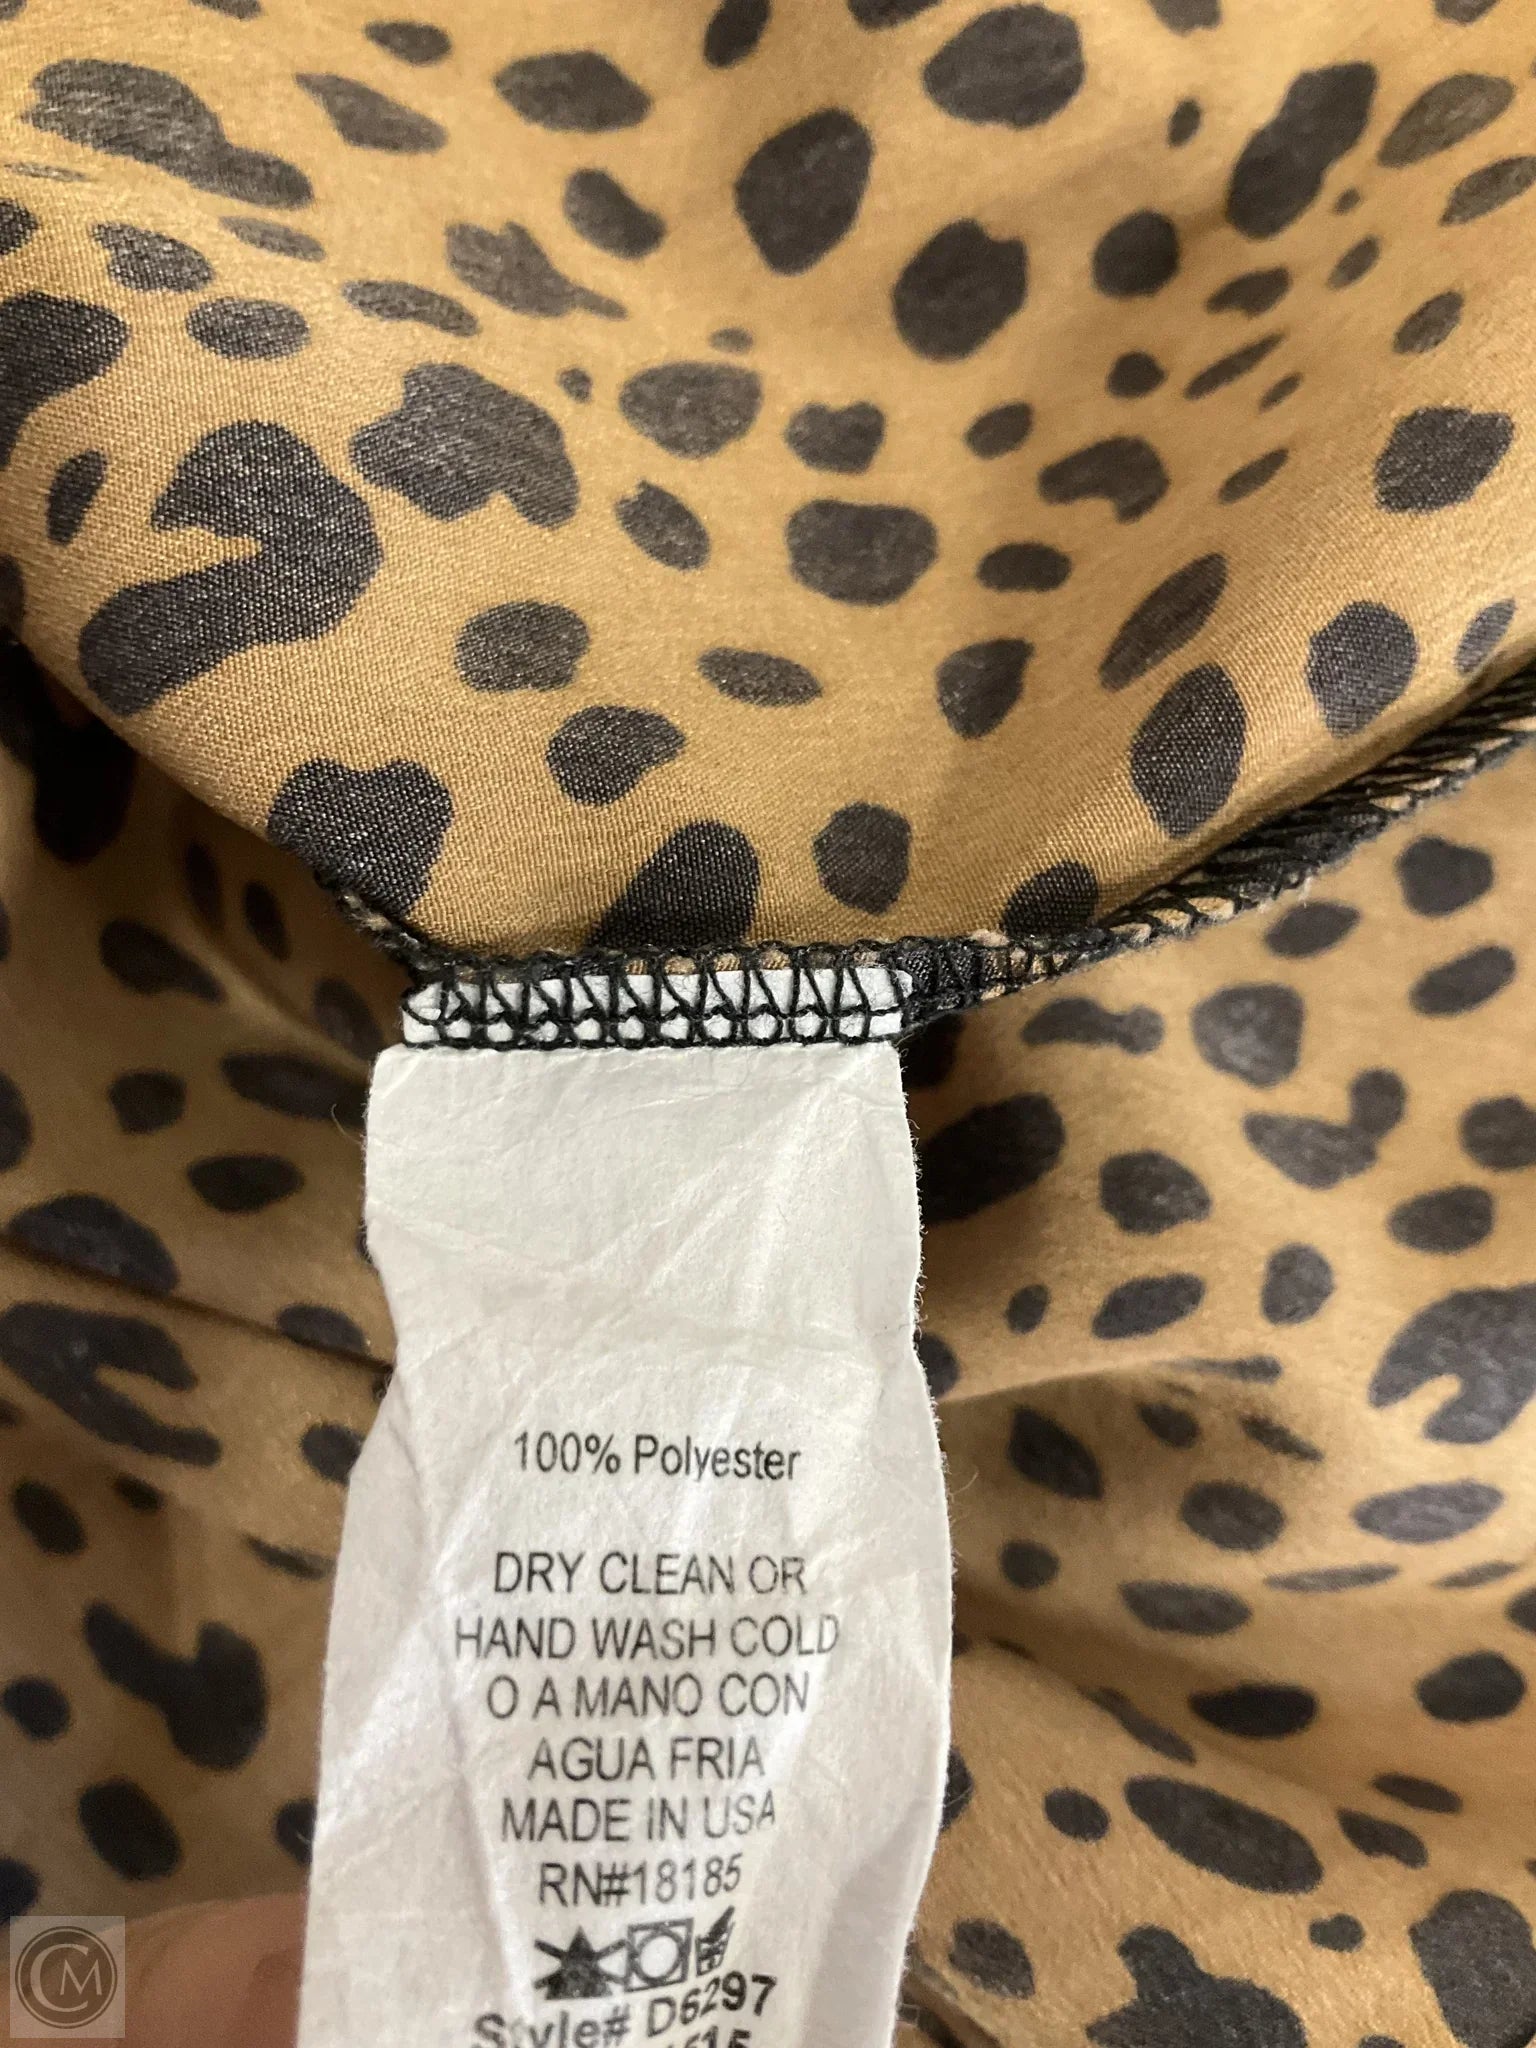 100% Polyester
DRY CLEAN OR
HAND WASH COLD
O A MANO CON
AGUA FRIA
MADE IN USA
RN#18185
Style# D6297
CM